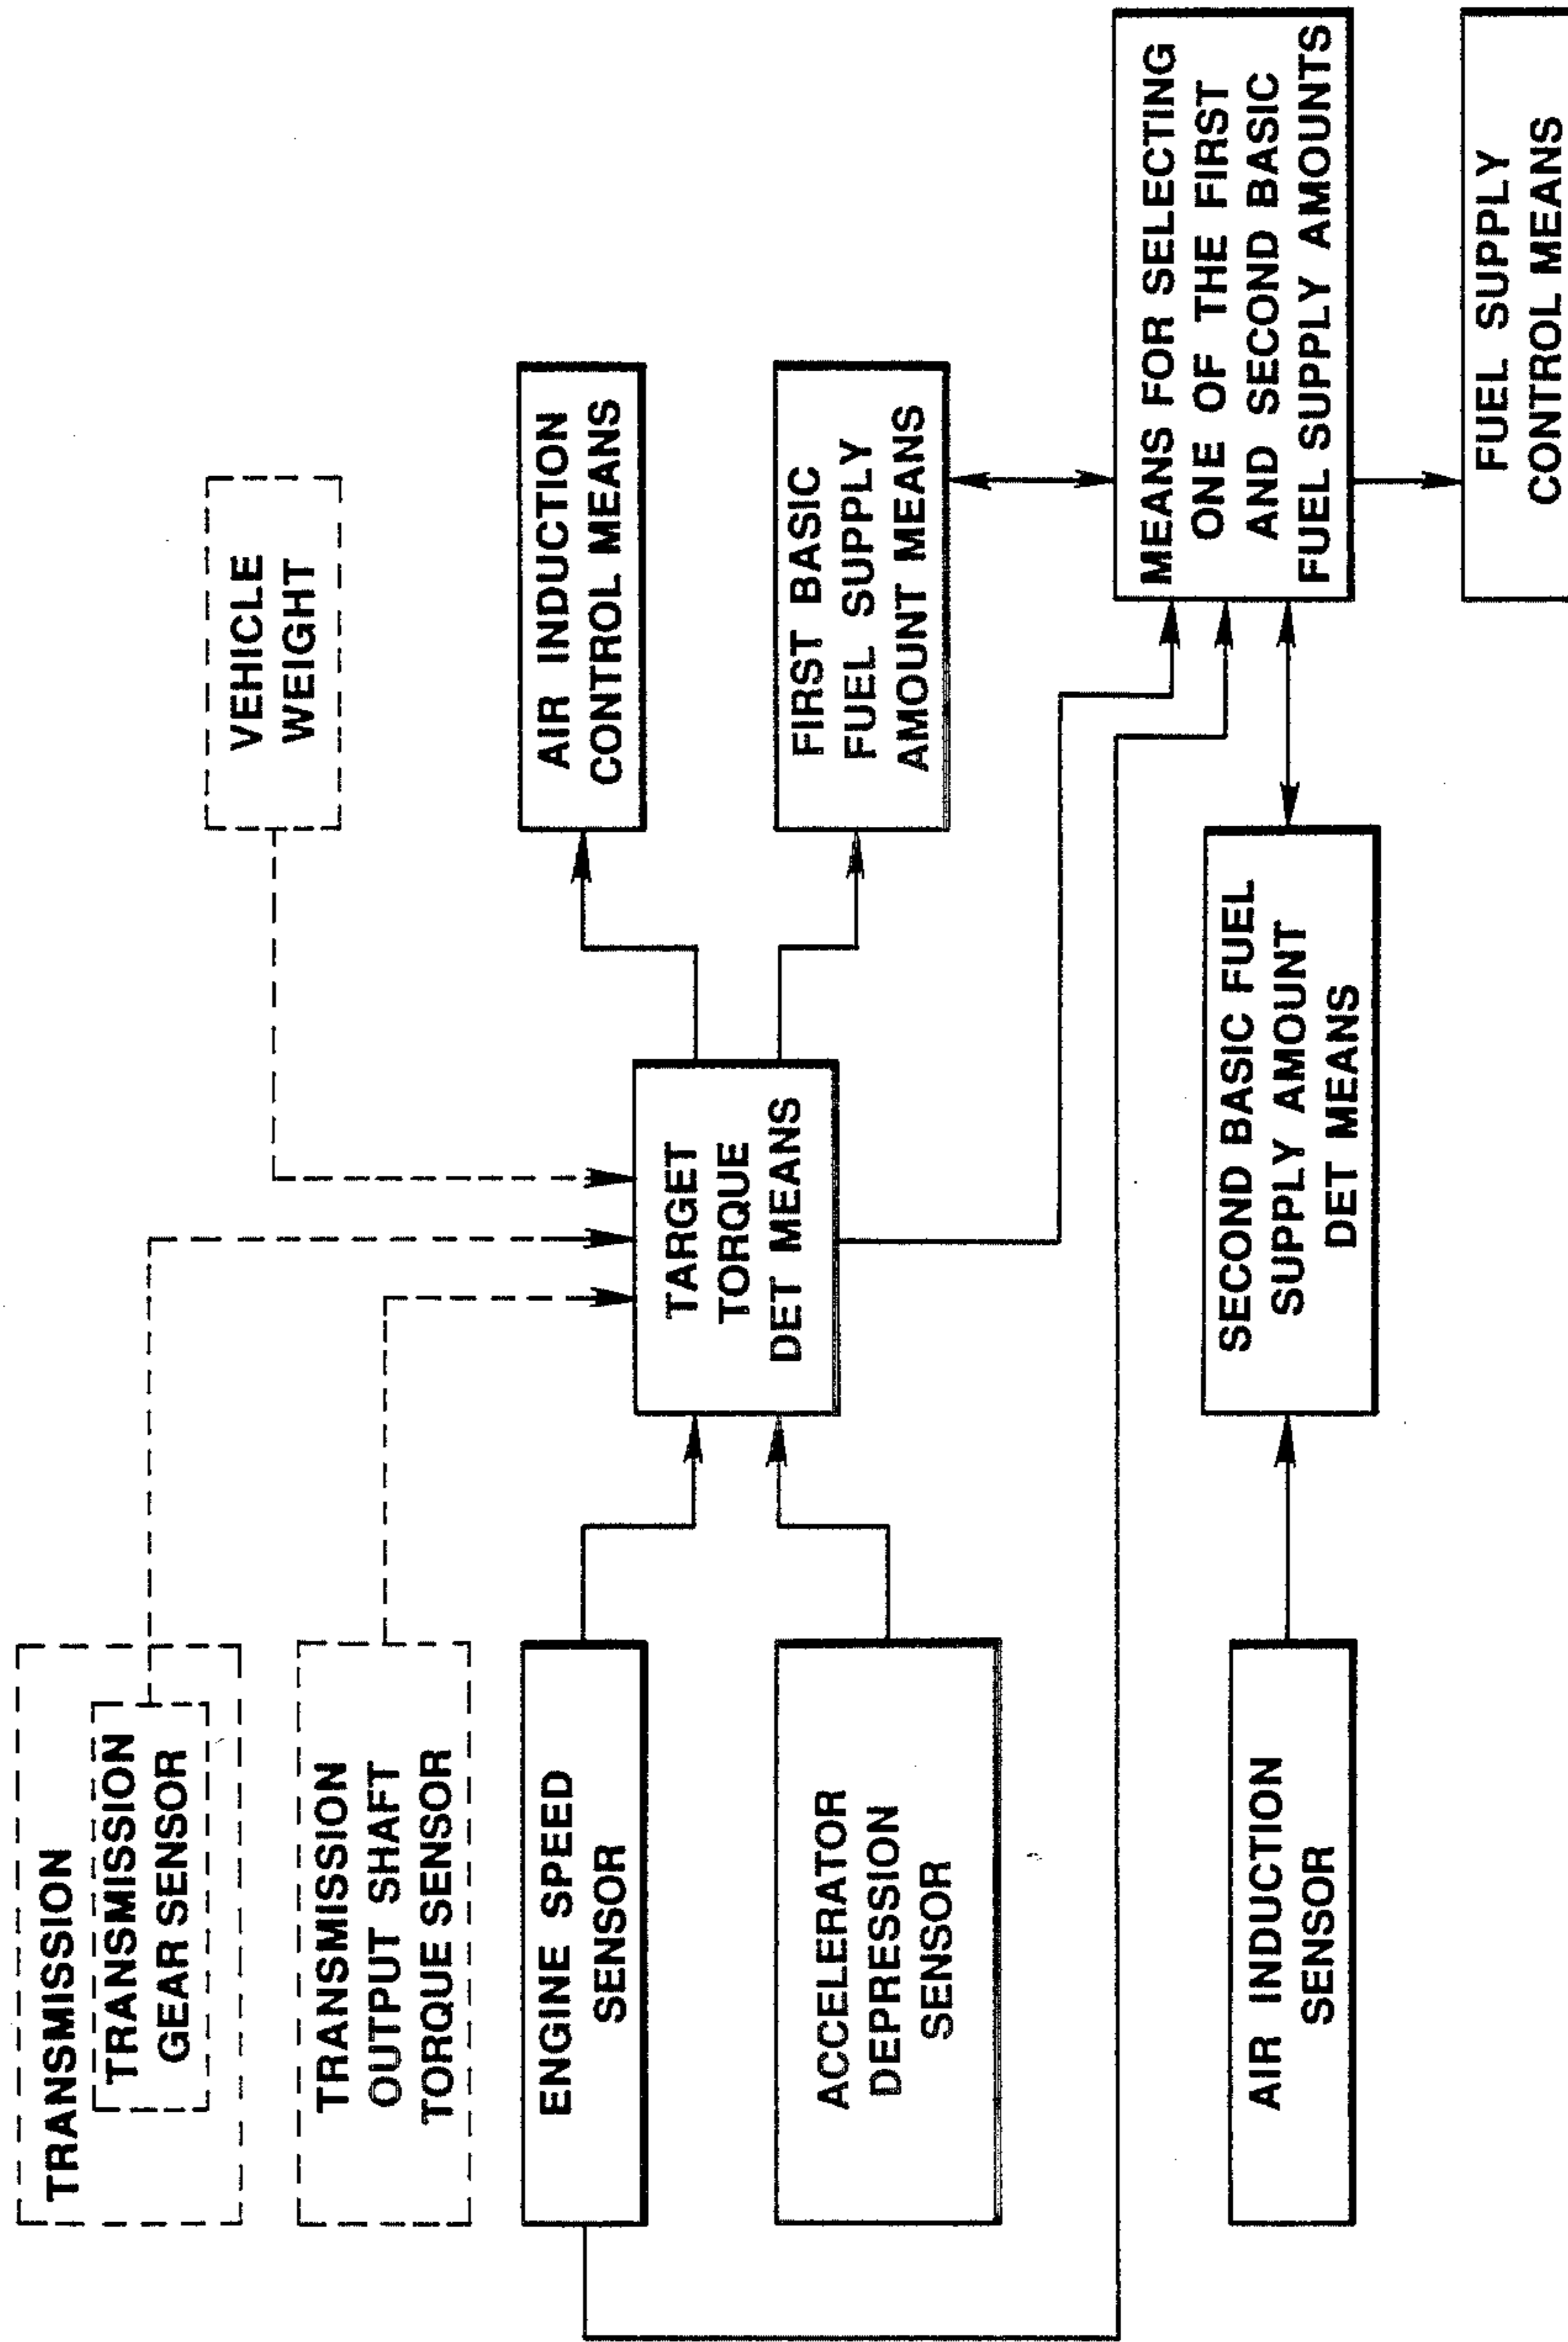 TRANSMISSION
TRANSMISSION
GEAR SENSOR
TRANSMISSION
OUTPUT SHAFT
TORQUE SENSOR
ENGINE SPEED
SENSOR
ACCELERATOR
DEPRESSION
SENSOR
AIR INDUCTION
SENSOR
TARGET
TORQUE
DET MEANS
SECOND BASIC FUEL
SUPPLY AMOUNT
DET MEANS
VEHICLE
WEIGHT
AIR INDUCTION
CONTROL MEANS
FIRST BASIC
FUEL SUPPLY
AMOUNT MEANS
MEANS FOR SELECTING
ONE OF THE FIRST
AND SECOND BASIC
FUEL SUPPLY AMOUNTS
FUEL SUPPLY
CONTROL MEANS